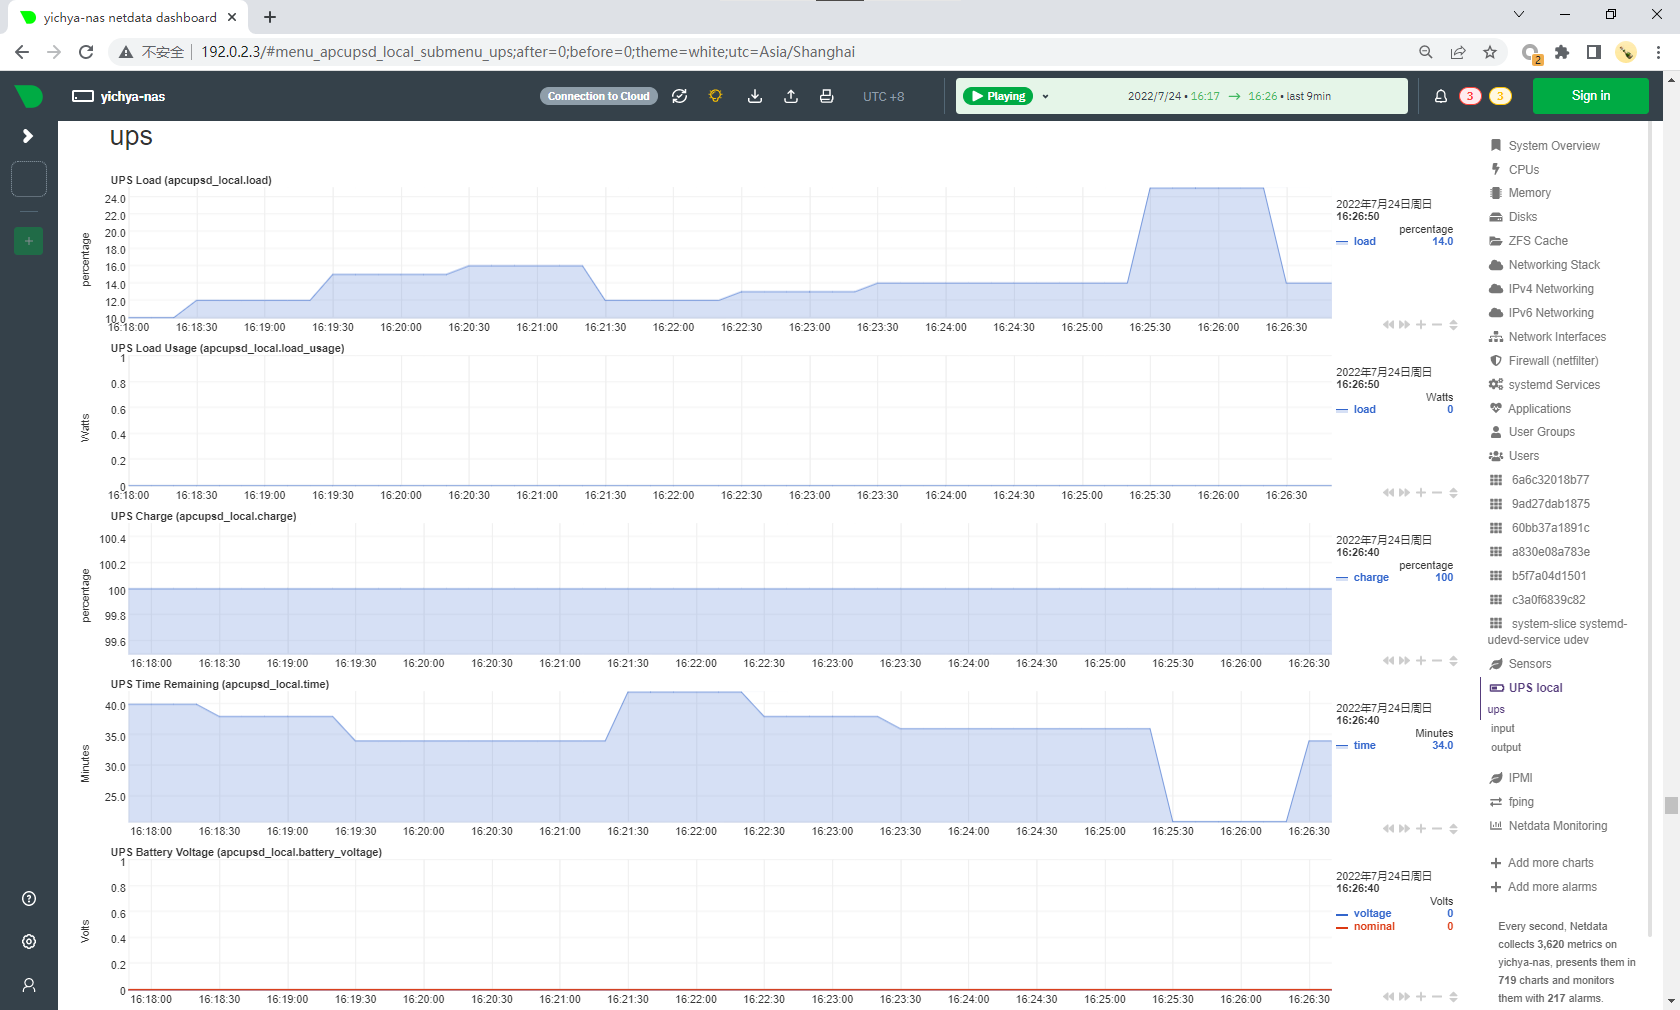 yichya-nas netdata dashboard
不安全 192.0.2.3/#menu_apcupsd_local_submenu_ups;after=0;before=0;theme=white;utc=Asia/Shanghai
2
yichya-nas
Connection to Cloud
UTC +8
Playing
2022/7/24 • 16:17 → 16:26 • last 9min
3
3
Sign in
ups
UPS Load (apcupsd_local.load)
percentage
24.0
22.0
20.0
18.0
16.0
14.0
12.0
10.0
16:18:00 16:18:30 16:19:00 16:19:30 16:20:00 16:20:30 16:21:00 16:21:30 16:22:00 16:22:30 16:23:00 16:23:30 16:24:00 16:24:30 16:25:00 16:25:30 16:26:00 16:26:30
2022年7月24日周日
16:26:50
percentage
load 14.0
UPS Load Usage (apcupsd_local.load_usage)
Watts
1
0.8
0.6
0.4
0.2
0
16:18:00 16:18:30 16:19:00 16:19:30 16:20:00 16:20:30 16:21:00 16:21:30 16:22:00 16:22:30 16:23:00 16:23:30 16:24:00 16:24:30 16:25:00 16:25:30 16:26:00 16:26:30
2022年7月24日周日
16:26:50
Watts
load 0
UPS Charge (apcupsd_local.charge)
percentage
100.4
100.2
100
99.8
99.6
16:18:00 16:18:30 16:19:00 16:19:30 16:20:00 16:20:30 16:21:00 16:21:30 16:22:00 16:22:30 16:23:00 16:23:30 16:24:00 16:24:30 16:25:00 16:25:30 16:26:00 16:26:30
2022年7月24日周日
16:26:40
percentage
charge 100
UPS Time Remaining (apcupsd_local.time)
Minutes
40.0
35.0
30.0
25.0
16:18:00 16:18:30 16:19:00 16:19:30 16:20:00 16:20:30 16:21:00 16:21:30 16:22:00 16:22:30 16:23:00 16:23:30 16:24:00 16:24:30 16:25:00 16:25:30 16:26:00 16:26:30
2022年7月24日周日
16:26:40
Minutes
time 34.0
UPS Battery Voltage (apcupsd_local.battery_voltage)
Volts
1
0.8
0.6
0.4
0.2
0
16:18:00 16:18:30 16:19:00 16:19:30 16:20:00 16:20:30 16:21:00 16:21:30 16:22:00 16:22:30 16:23:00 16:23:30 16:24:00 16:24:30 16:25:00 16:25:30 16:26:00 16:26:30
2022年7月24日周日
16:26:40
Volts
voltage 0
nominal 0
System Overview
CPUs
Memory
Disks
ZFS Cache
Networking Stack
IPv4 Networking
IPv6 Networking
Network Interfaces
Firewall (netfilter)
systemd Services
Applications
User Groups
Users
6a6c32018b77
9ad27dab1875
60bb37a1891c
a830e08a783e
b5f7a04d1501
c3a0f6839c82
system-slice systemd-
udevd-service udev
Sensors
UPS local
ups
input
output
IPMI
fping
Netdata Monitoring
Add more charts
Add more alarms
Every second, Netdata
collects 3,620 metrics on
yichya-nas, presents them in
719 charts and monitors
them with 217 alarms.